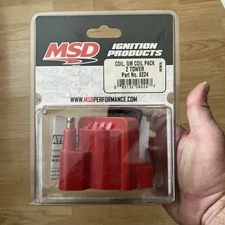 MSD
IGNITION
PRODUCTS
COIL, GM COIL PACK
2 TOWER
Part No. 8224
WWW.MSDPERFORMANCE.COM